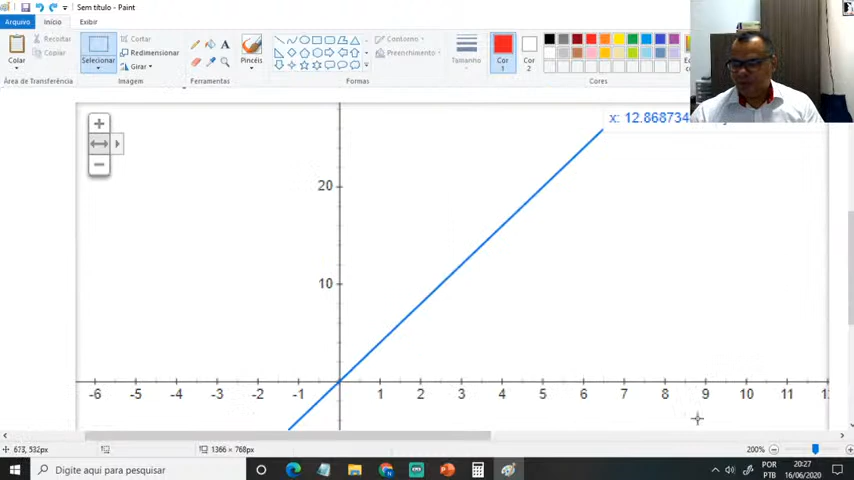 Sem título - Paint
Arquivo Início Exibir
Colar
Recortar
Copiar
Área de Transferência
Selecionar
Cortar
Redimensionar
Girar
Imagem
A
Ferramentas
Pincéis
Contorno
Preenchimento
Formas
Tamanho
Cor
1
Cor
2
Cores
x: 12.868734
20
10
-6 -5 -4 -3 -2 -1 1 2 3 4 5 6 7 8 9 10 11
673, 532px
1366 × 768px
200%
Digite aqui para pesquisar
POR
PTB
20:27
16/06/2020